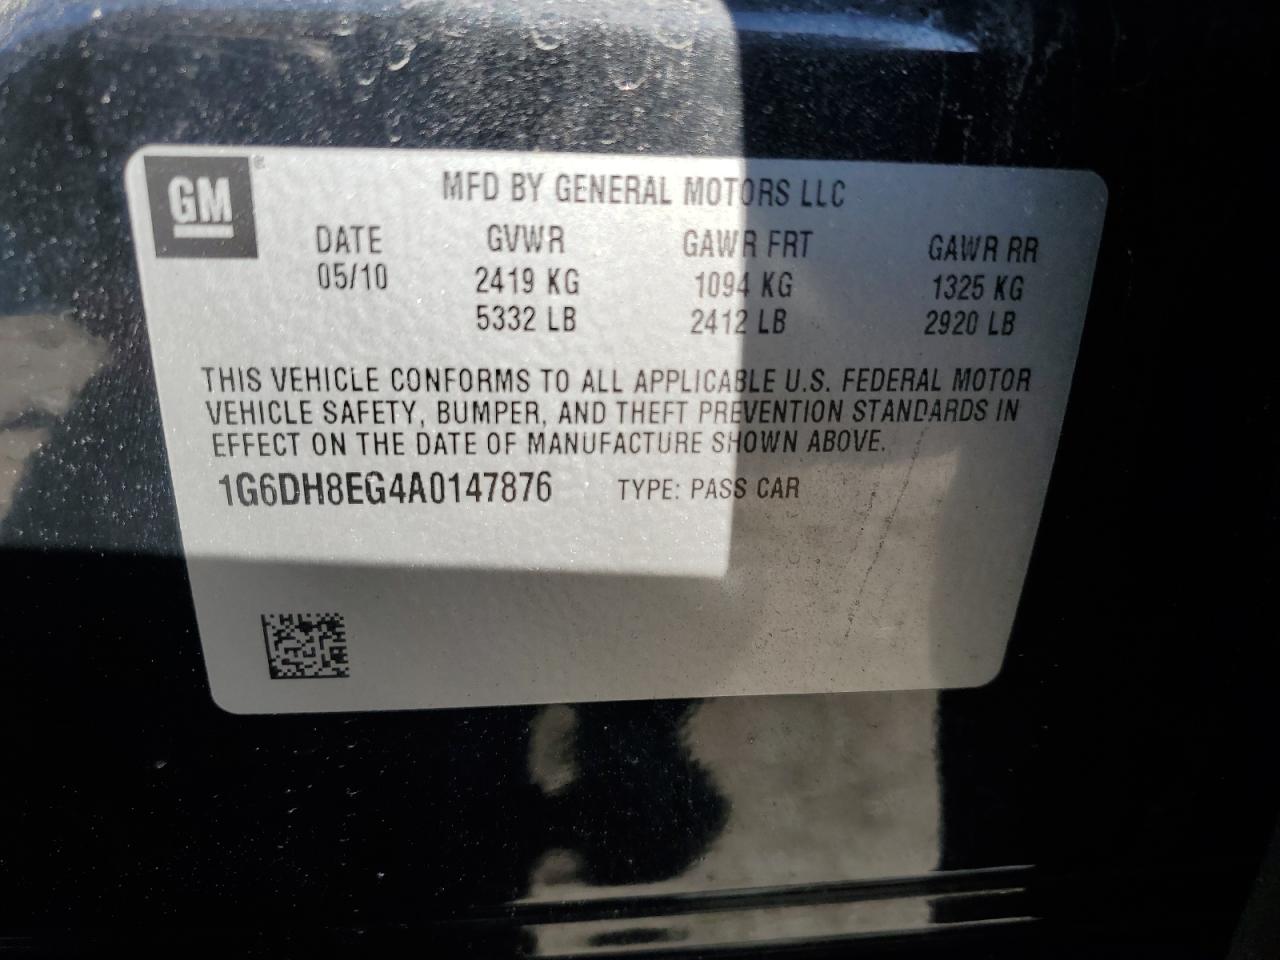 GM ®
MFD BY GENERAL MOTORS LLC
DATE GVWR GAWR FRT GAWR RR
05/10 2419 KG 1094 KG 1325 KG
5332 LB 2412 LB 2920 LB
THIS VEHICLE CONFORMS TO ALL APPLICABLE U.S. FEDERAL MOTOR
VEHICLE SAFETY, BUMPER, AND THEFT PREVENTION STANDARDS IN
EFFECT ON THE DATE OF MANUFACTURE SHOWN ABOVE.
1G6DH8EG4A0147876 TYPE: PASS CAR